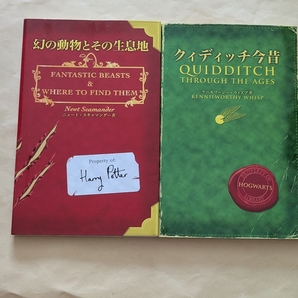 幻の動物とその生息地
FANTASTIC BEASTS
&
WHERE TO FIND THEM
Newt Scamander
ニュート・スキャマンダー 著
Property of:
Harry Potter
クィディッチ今昔
QUIDDITCH
THROUGH THE AGES
KENNILWORTHY WHISP
HOGWARTS